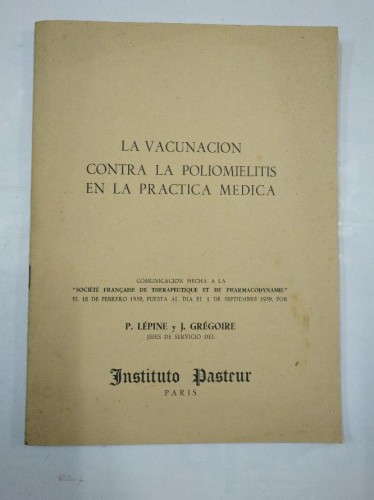 LA VACUNACION
CONTRA LA POLIOMIELITIS
EN LA PRACTICA MEDICA
COMUNICACION HECHA A LA
"SOCIÉTÉ FRANÇAISE DE THERAPEUTIQUE ET DE PHARMACODYNAMIE"
EL 18 DE FEBRERO 1959, PUESTA AL DIA EL 1 DE SEPTIEMBRE 1959, POR
P. LÉPINE y J. GRÉGOIRE
JEFES DE SERVICIO DEL
Instituto Pasteur
PARIS